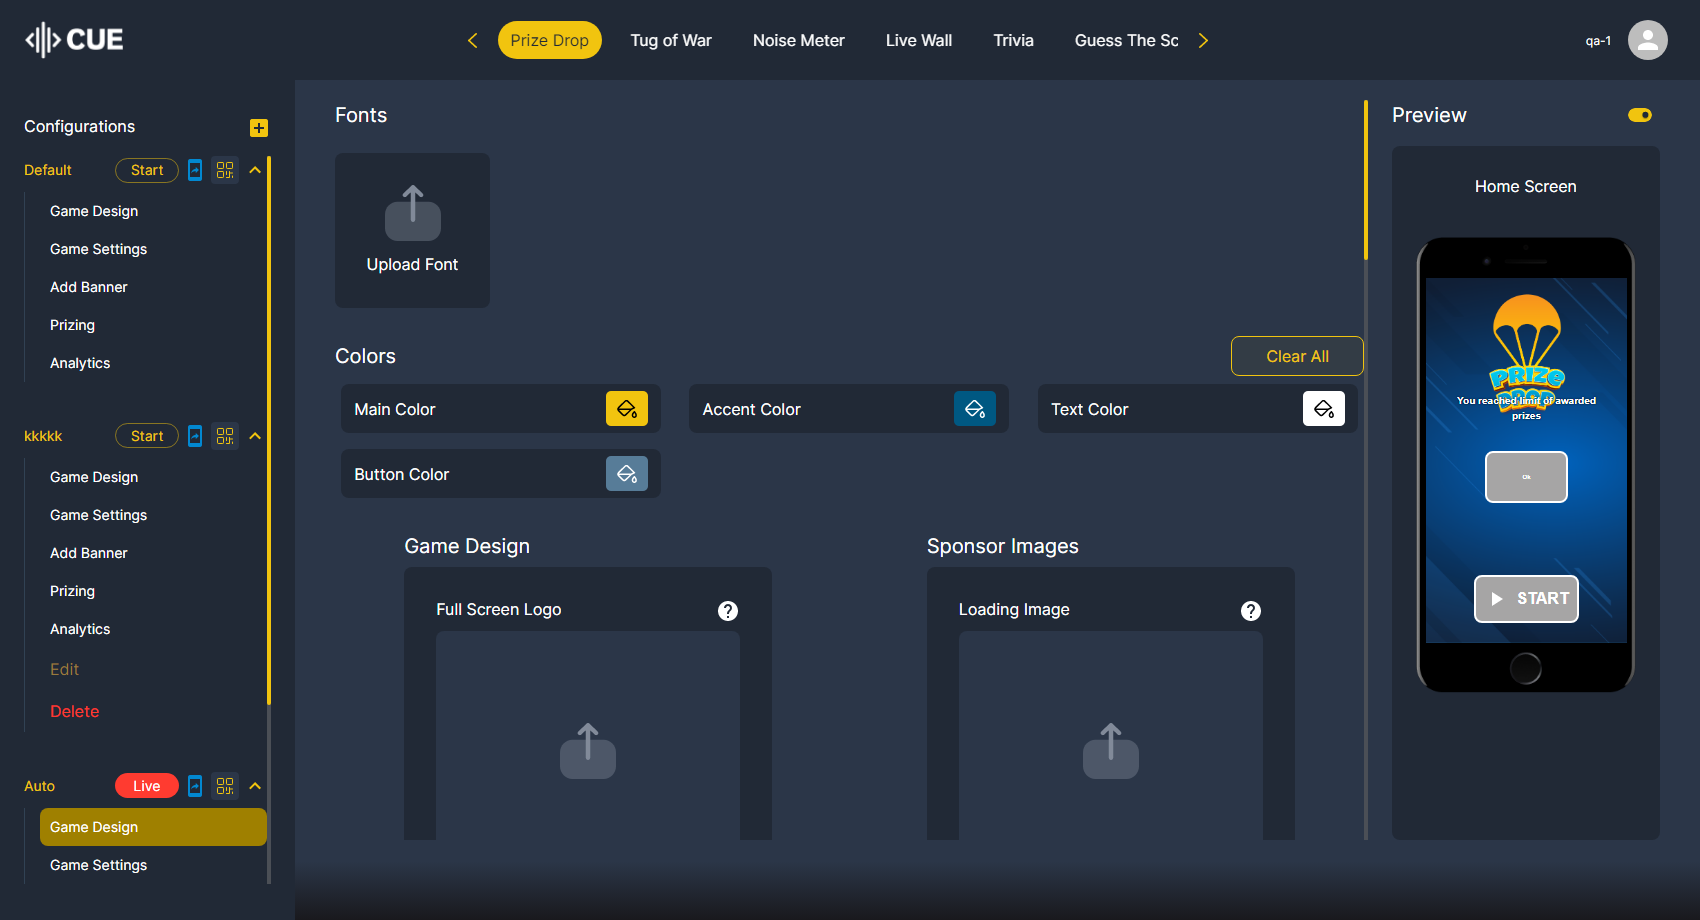 CUE
Prize Drop
Tug of War
Noise Meter
Live Wall
Trivia
Guess The Sc
qa-1
Configurations
Default
Start
Game Design
Game Settings
Add Banner
Prizing
Analytics
kkkkk
Start
Game Design
Game Settings
Add Banner
Prizing
Analytics
Edit
Delete
Auto
Live
Game Design
Game Settings
Fonts
Upload Font
Colors
Clear All
Main Color
Accent Color
Text Color
Button Color
Game Design
Full Screen Logo
?
Sponsor Images
Loading Image
?
Preview
Home Screen
PRIZE
DROP
You reached limit of awarded
prizes
Ok
START